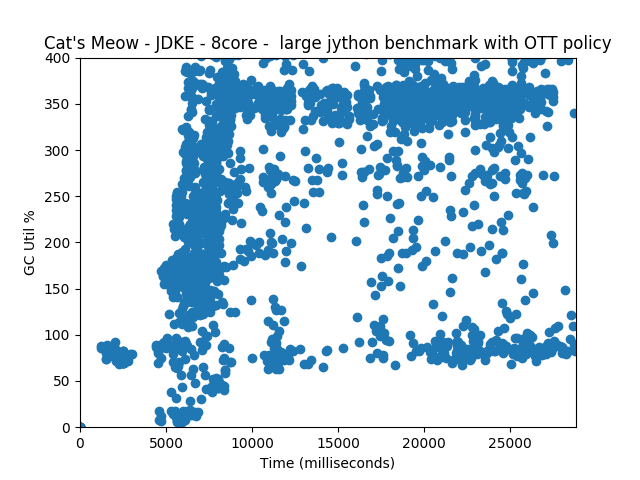 Cat's Meow - JDKE - 8core -  large jython benchmark with OTT policy
400
350
300
250
200
150
100
50
0
GC Util %
0 5000 10000 15000 20000 25000
Time (milliseconds)